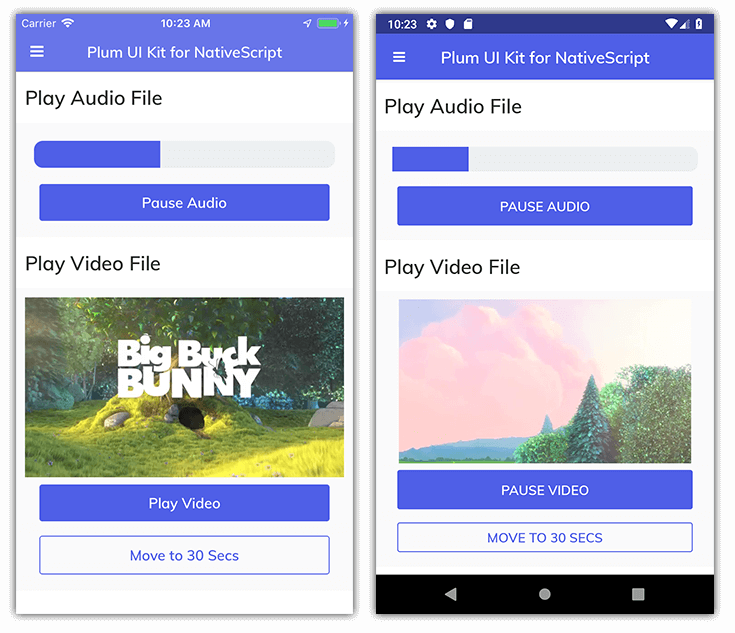 Carrier 10:23 AM
Plum UI Kit for NativeScript
Play Audio File
Pause Audio
Play Video File
Big Buck
BUNNY
Play Video
Move to 30 Secs
10:23
Plum UI Kit for NativeScript
Play Audio File
PAUSE AUDIO
Play Video File
PAUSE VIDEO
MOVE TO 30 SECS